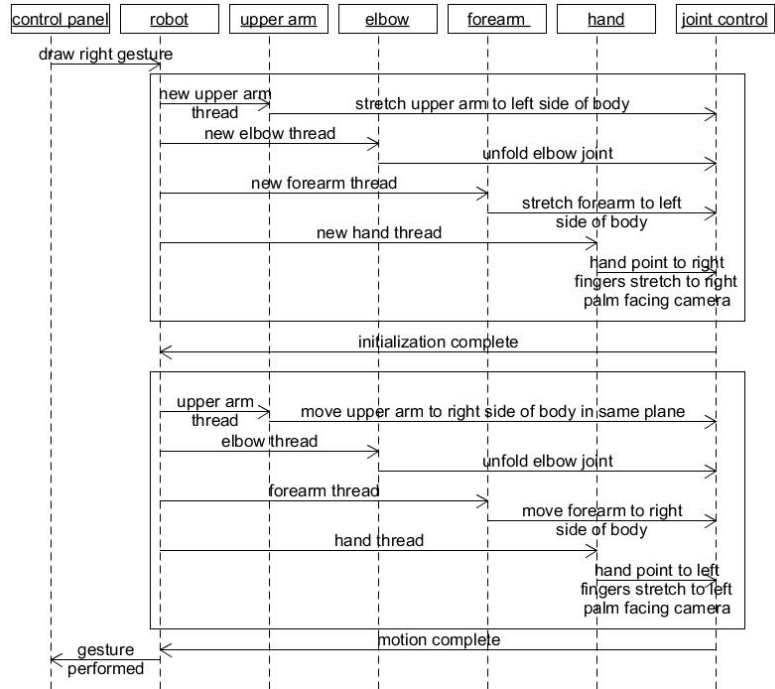 control panel robot upper arm elbow forearm hand joint control
draw right gesture
new upper arm
thread
stretch upper arm to left side of body
new elbow thread
unfold elbow joint
new forearm thread
stretch forearm to left
side of body
new hand thread
hand point to right
fingers stretch to right
palm facing camera
initialization complete
upper arm
thread
move upper arm to right side of body in same plane
elbow thread
unfold elbow joint
forearm thread
move forearm to right
side of body
hand thread
hand point to left
fingers stretch to left
palm facing camera
motion complete
gesture
performed